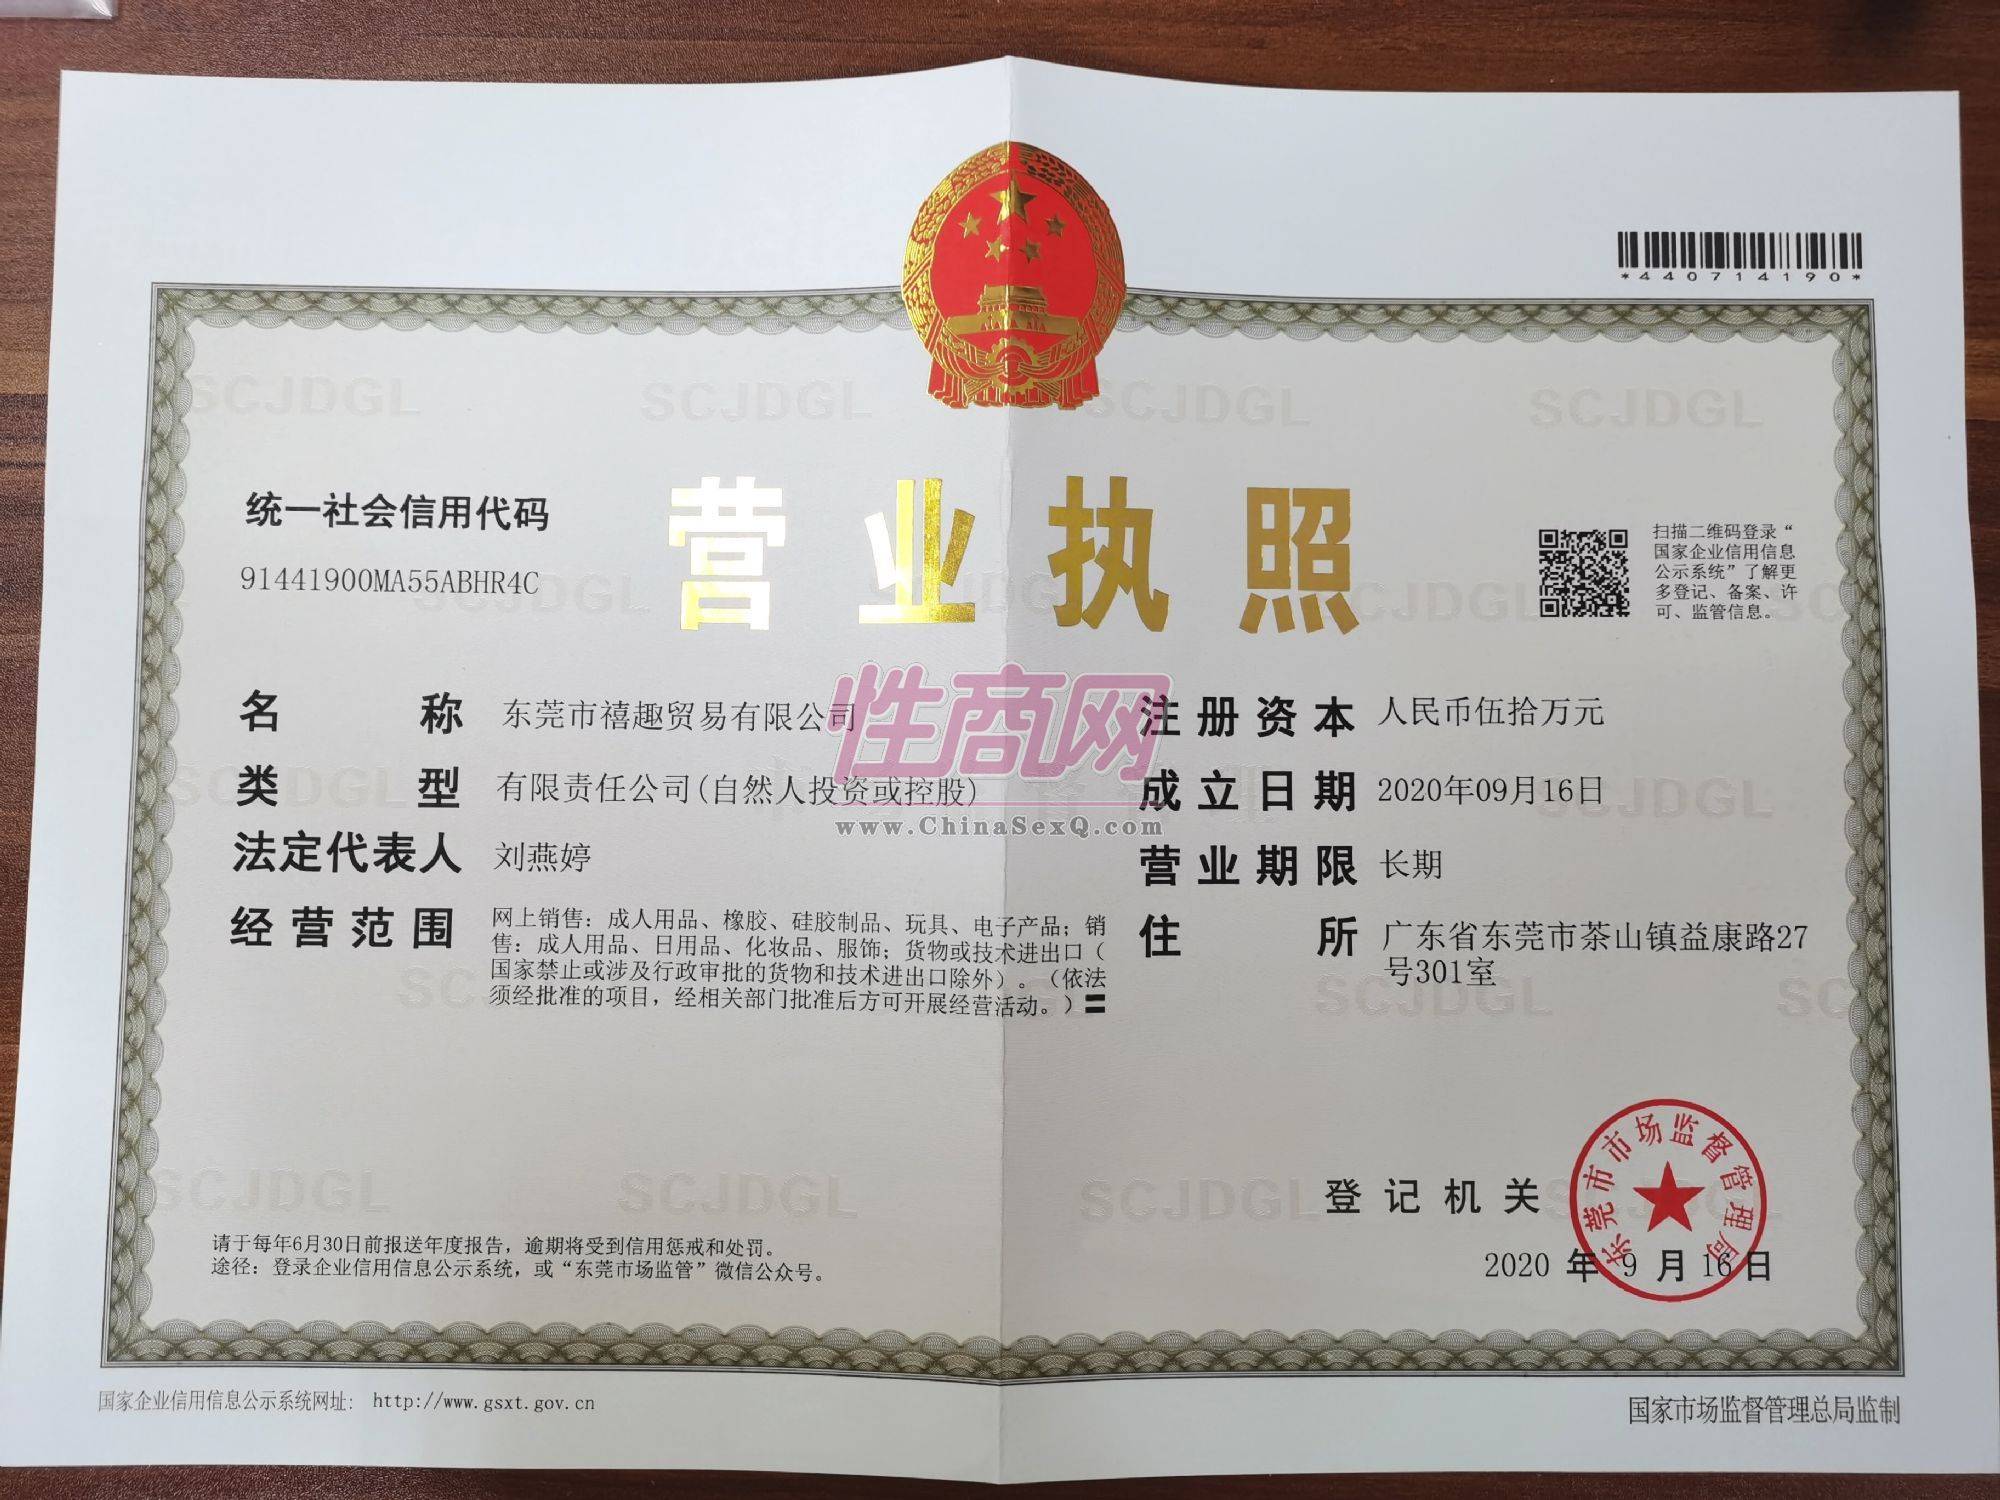 *440714190*
统一社会信用代码
91441900MA55ABHR4C
营业执照
扫描二维码登录“
国家企业信用信息
公示系统”了解更
多登记、备案、许
可、监管信息。
名称 东莞市禧趣贸易有限公司
类型 有限责任公司(自然人投资或控股)
法定代表人 刘燕婷
经营范围 网上销售：成人用品、橡胶、硅胶制品、玩具、电子产品；销
售：成人用品、日用品、化妆品、服饰；货物或技术进出口（
国家禁止或涉及行政审批的货物和技术进出口除外）。（依法
须经批准的项目，经相关部门批准后方可开展经营活动。）
注册资本 人民币伍拾万元
成立日期 2020年09月16日
营业期限 长期
住所 广东省东莞市茶山镇益康路27
号301室
性商网
www.ChinaSexQ.com
SCJDGL SCJDGL SCJDGL SCJDGL
SCJDGL SCJDGL
登记机关
东莞市市场监督管理局
2020 年 9 月 16 日
请于每年6月30日前报送年度报告，逾期将受到信用惩戒和处罚。
途径：登录企业信用信息公示系统，或“东莞市场监管”微信公众号。
国家企业信用信息公示系统网址： http://www.gsxt.gov.cn
国家市场监督管理总局监制